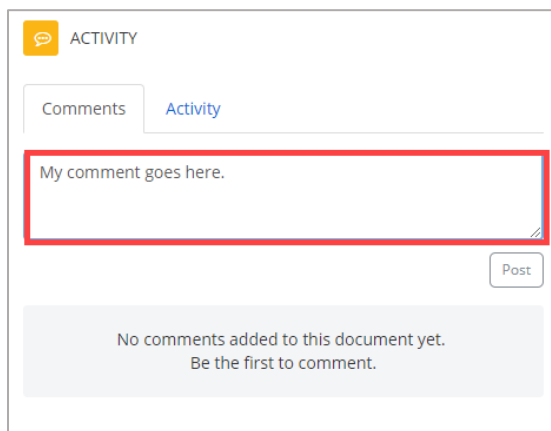 ACTIVITY
Comments Activity
My comment goes here.
Post
No comments added to this document yet.
Be the first to comment.